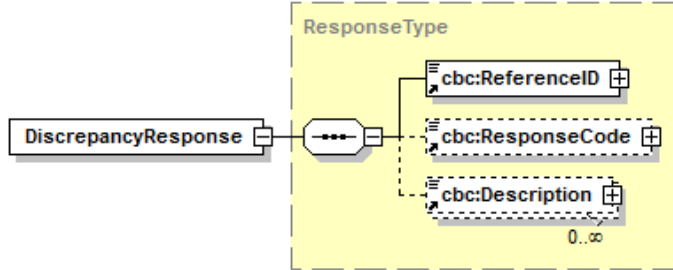 ResponseType
cbc:ReferenceID
DiscrepancyResponse
cbc:ResponseCode
cbc:Description
0..∞